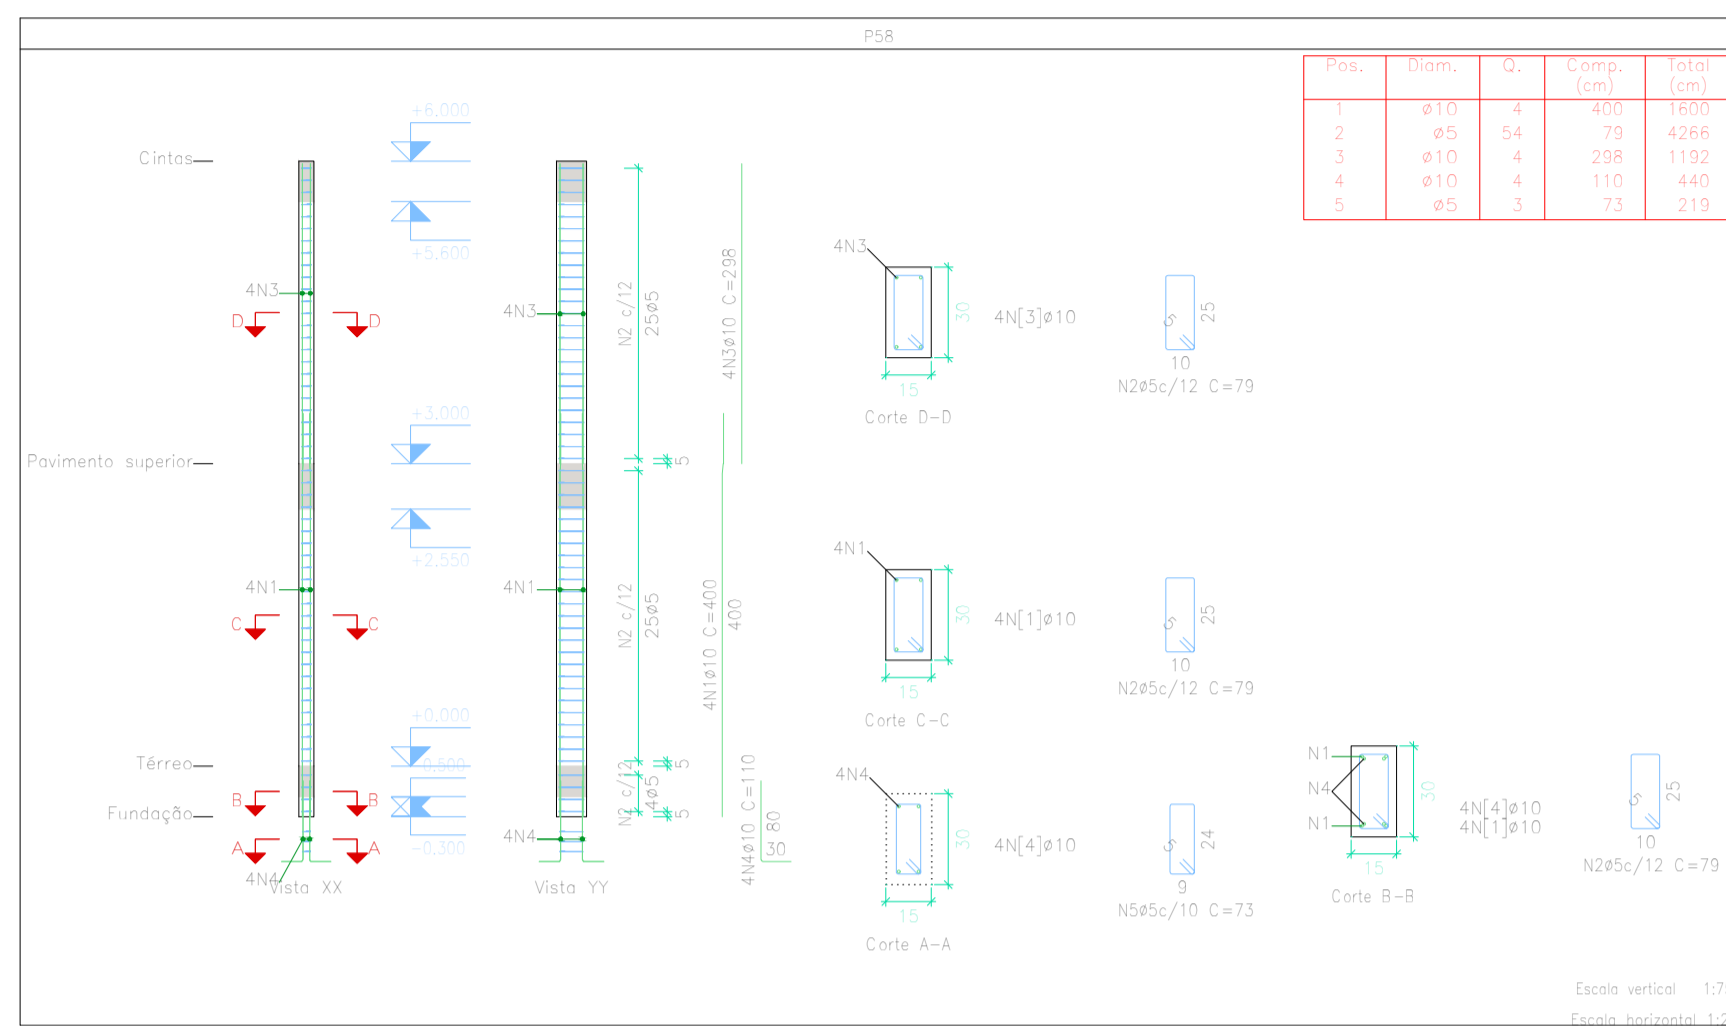 P58
Pos. Diam. Q. Comp. (cm) Total (cm)
1 ø10 4 400 1600
2 ø5 54 79 4266
3 ø10 4 298 1192
4 ø10 4 110 440
5 ø5 3 73 219
Cintas
+6.000
+5.600
4N3
D D
Pavimento superior
+3.000
+2.550
4N1
C C
Térreo
+0.000
-0.500
Fundação
B B
A A
-0.300
4N4
Vista XX
4N3
4N1
4N4
Vista YY
N2 c/12
25ø5
5
N2 c/12
25ø5
5
N2 c/12
4ø5
5
4N3ø10 C=298
4N1ø10 C=400
400
4N4ø10 C=110
80
30
4N3
30
15
Corte D-D
4N[3]ø10
5
25
10
N2ø5c/12 C=79
4N1
30
15
Corte C-C
4N[1]ø10
5
25
10
N2ø5c/12 C=79
4N4
30
15
Corte A-A
4N[4]ø10
5
24
9
N5ø5c/10 C=73
N1
N4
N1
30
15
Corte B-B
4N[4]ø10
4N[1]ø10
5
25
10
N2ø5c/12 C=79
Escala vertical
Escala horizontal